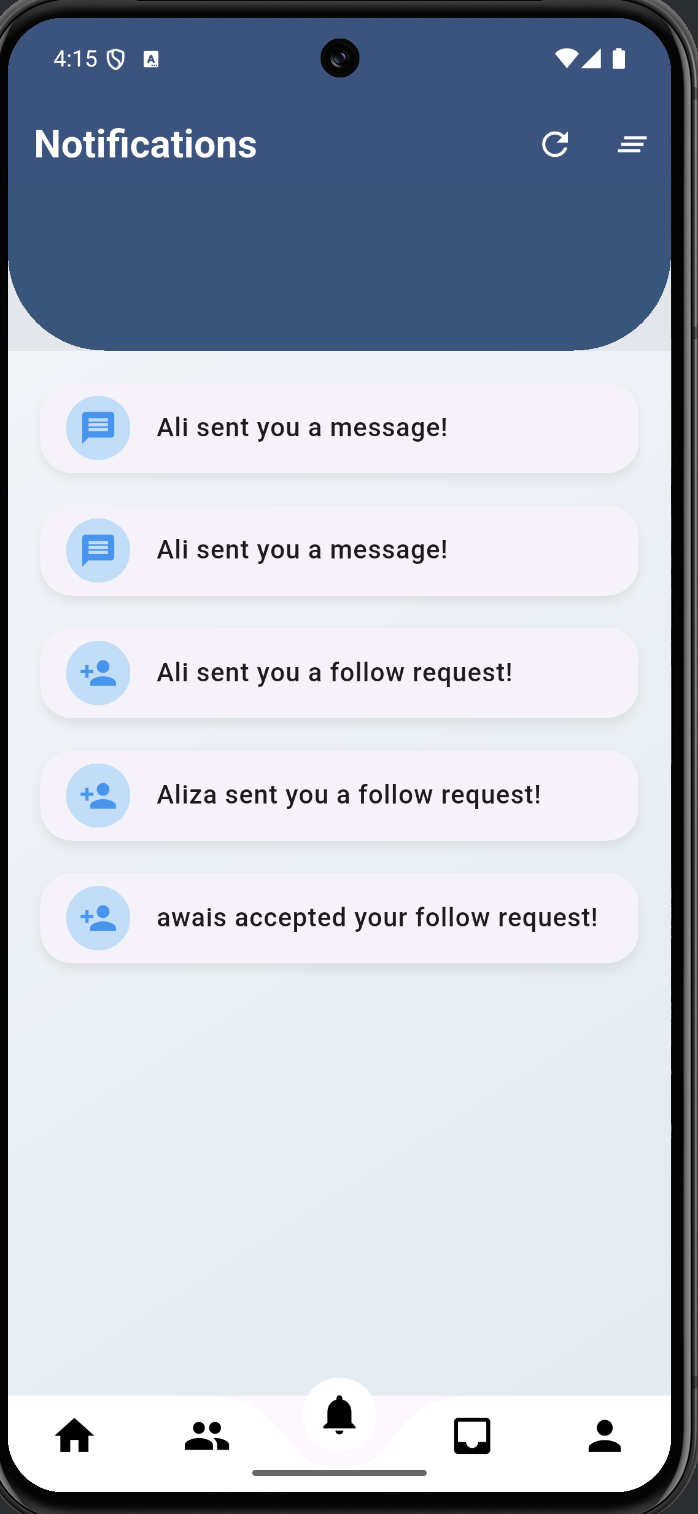 4:15
Notifications
Ali sent you a message!
Ali sent you a message!
Ali sent you a follow request!
Aliza sent you a follow request!
awais accepted your follow request!